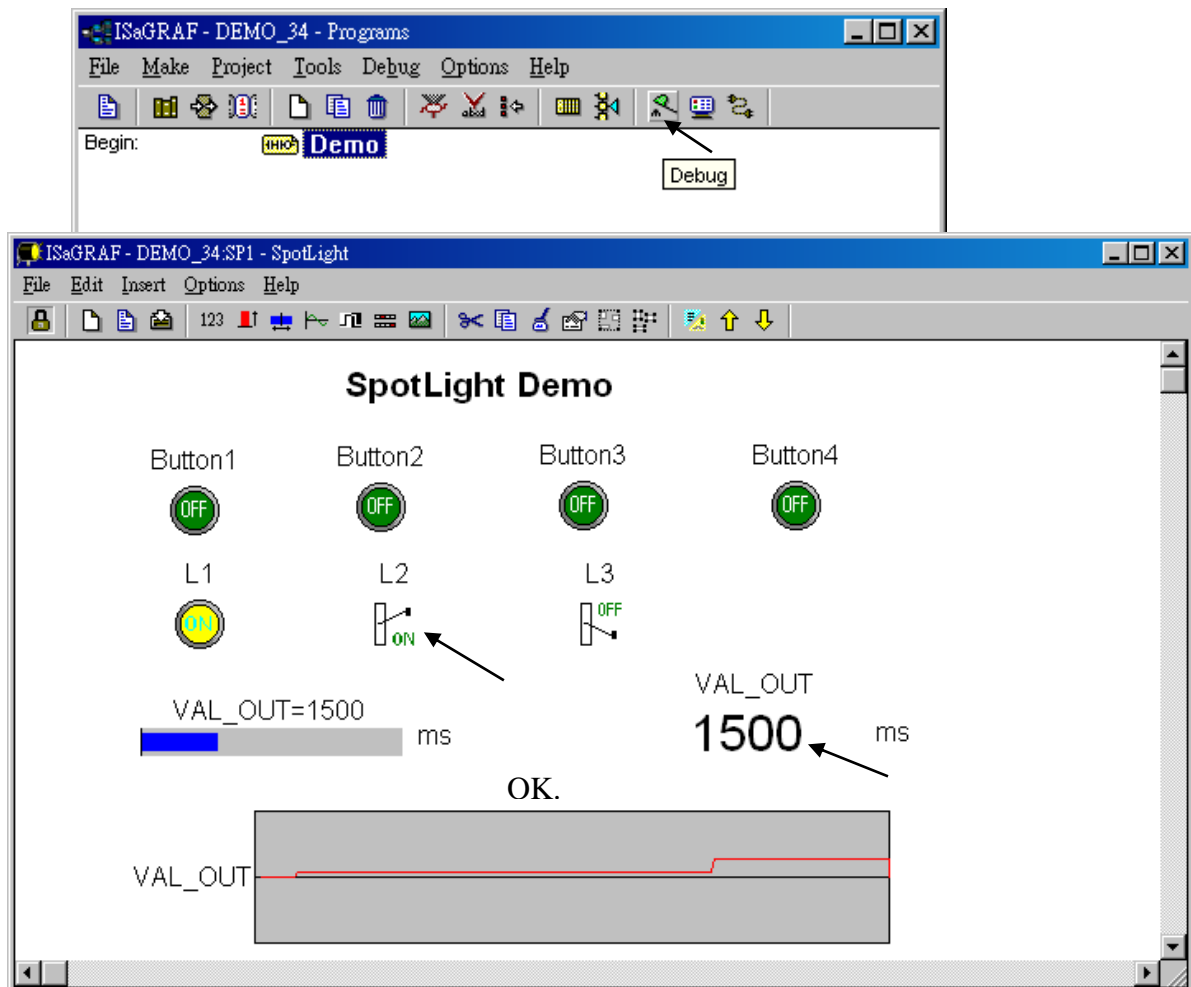 ISaGRAF - DEMO_34 - Programs
File Make Project Tools Debug Options Help
Begin: Demo
Debug
ISaGRAF - DEMO_34:SP1 - SpotLight
File Edit Insert Options Help
123
SpotLight Demo
Button1 Button2 Button3 Button4
OFF OFF OFF OFF
L1 L2 L3
ON ON OFF
VAL_OUT
VAL_OUT=1500
1500 ms
ms
OK.
VAL_OUT